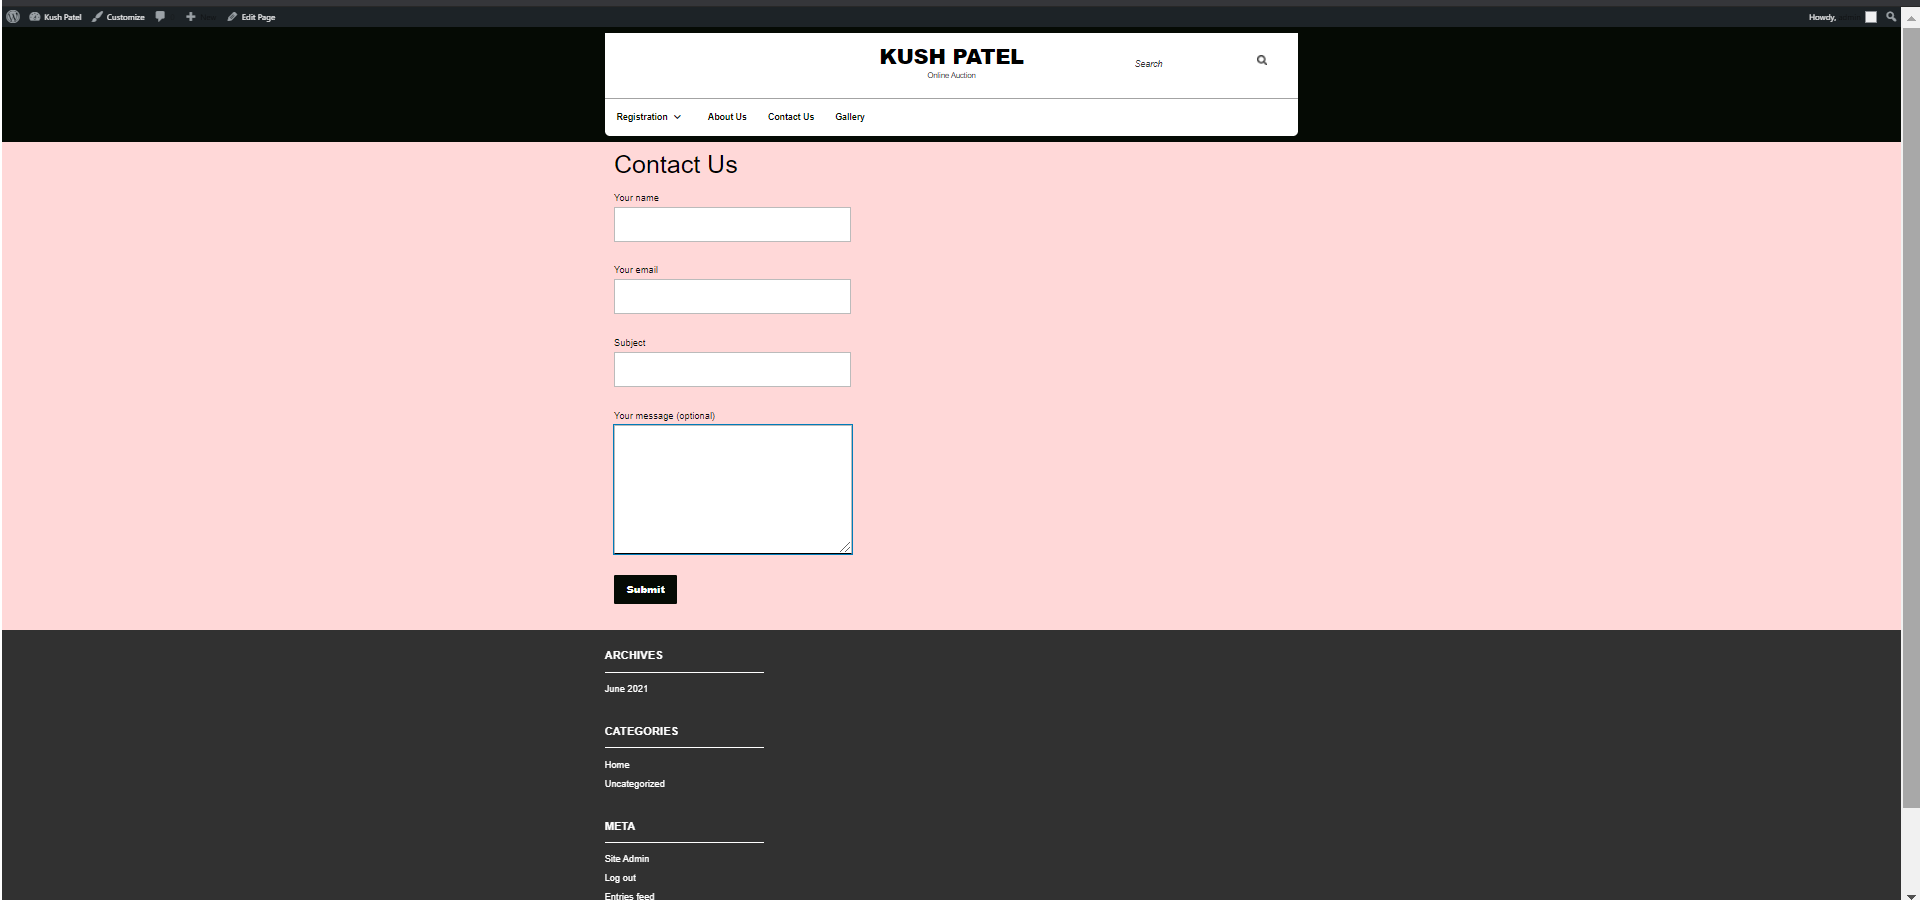 Kush Patel Customize New Edit Page Howdy,
KUSH PATEL
Online Auction
Search
Registration About Us Contact Us Gallery
Contact Us
Your name
Your email
Subject
Your message (optional)
Submit
ARCHIVES
June 2021
CATEGORIES
Home
Uncategorized
META
Site Admin
Log out
Entries feed